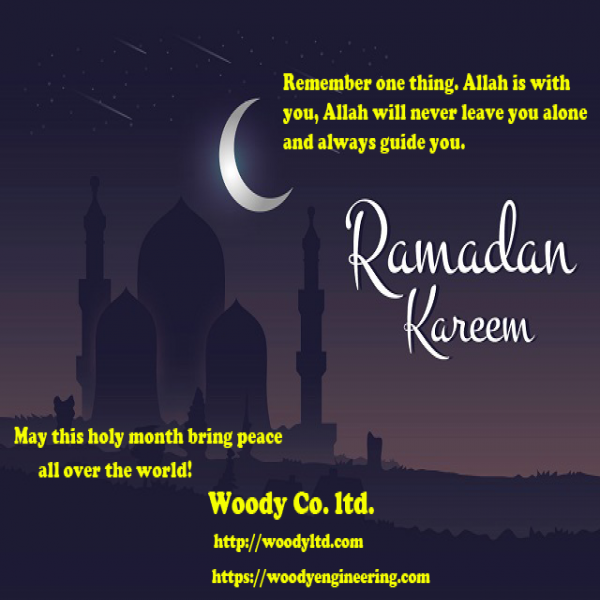 Remember one thing. Allah is with
you, Allah will never leave you alone
and always guide you.
Ramadan
Kareem
May this holy month bring peace
all over the world!
Woody Co. ltd.
http://woodyltd.com
https://woodyengineering.com